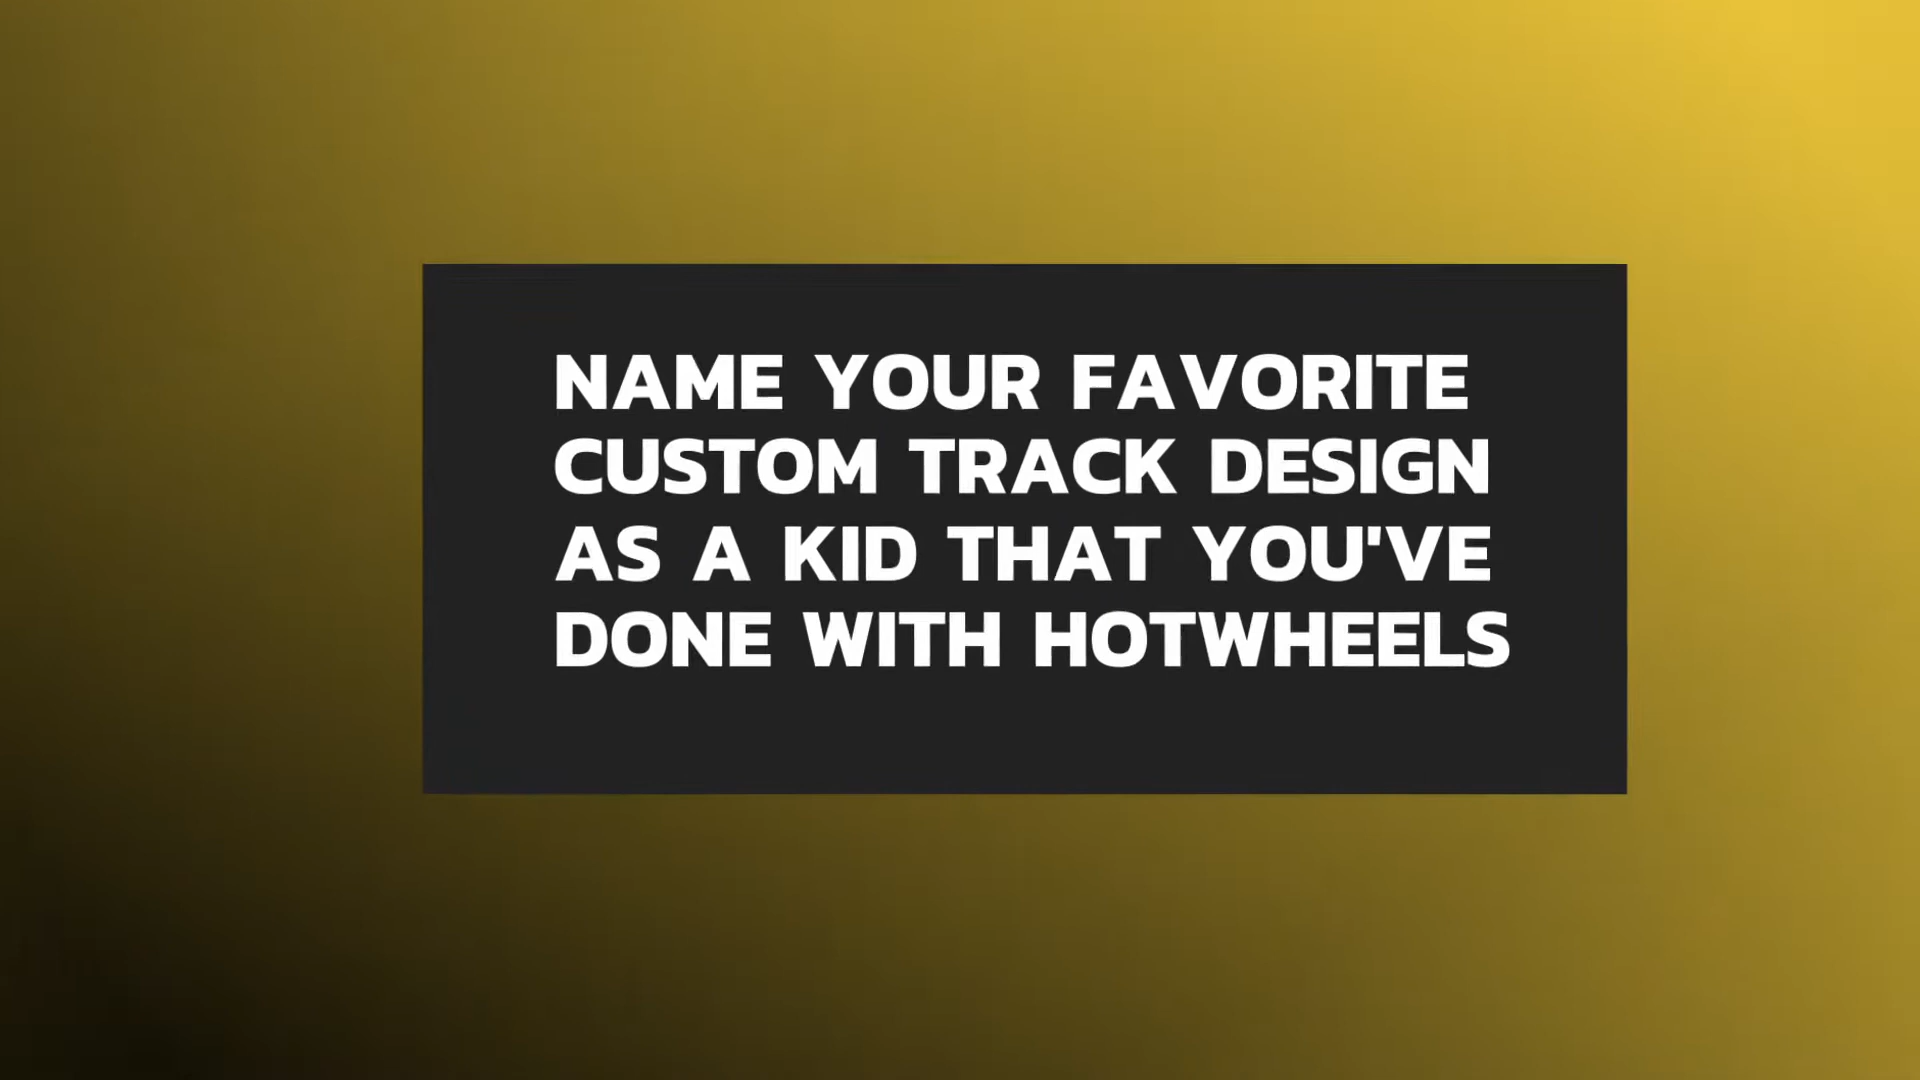 NAME YOUR FAVORITE
CUSTOM TRACK DESIGN
AS A KID THAT YOU'VE
DONE WITH HOTWHEELS